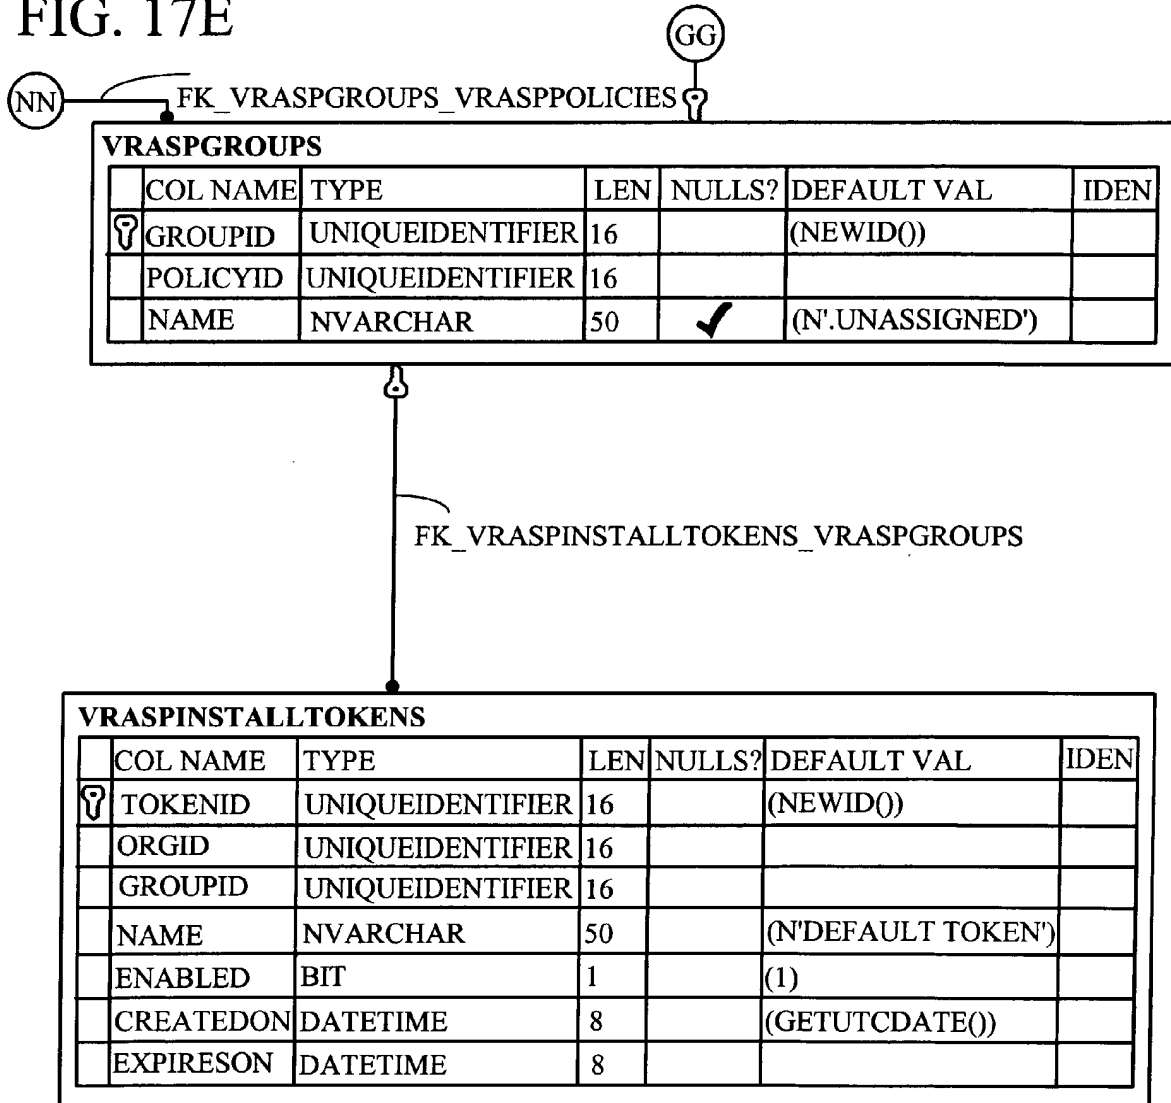 FIG. 17E
GG
NN
FK_VRASPGROUPS_VRASPPOLICIES
VRASPGROUPS
COL NAME TYPE LEN NULLS? DEFAULT VAL IDEN
GROUPID UNIQUEIDENTIFIER 16 (NEWID())
POLICYID UNIQUEIDENTIFIER 16
NAME NVARCHAR 50 ✓ (N'.UNASSIGNED')
FK_VRASPINSTALLTOKENS_VRASPGROUPS
VRASPINSTALLTOKENS
COL NAME TYPE LEN NULLS? DEFAULT VAL IDEN
TOKENID UNIQUEIDENTIFIER 16 (NEWID())
ORGID UNIQUEIDENTIFIER 16
GROUPID UNIQUEIDENTIFIER 16
NAME NVARCHAR 50 (N'DEFAULT TOKEN')
ENABLED BIT 1 (1)
CREATEDON DATETIME 8 (GETUTCDATE())
EXPIRESON DATETIME 8